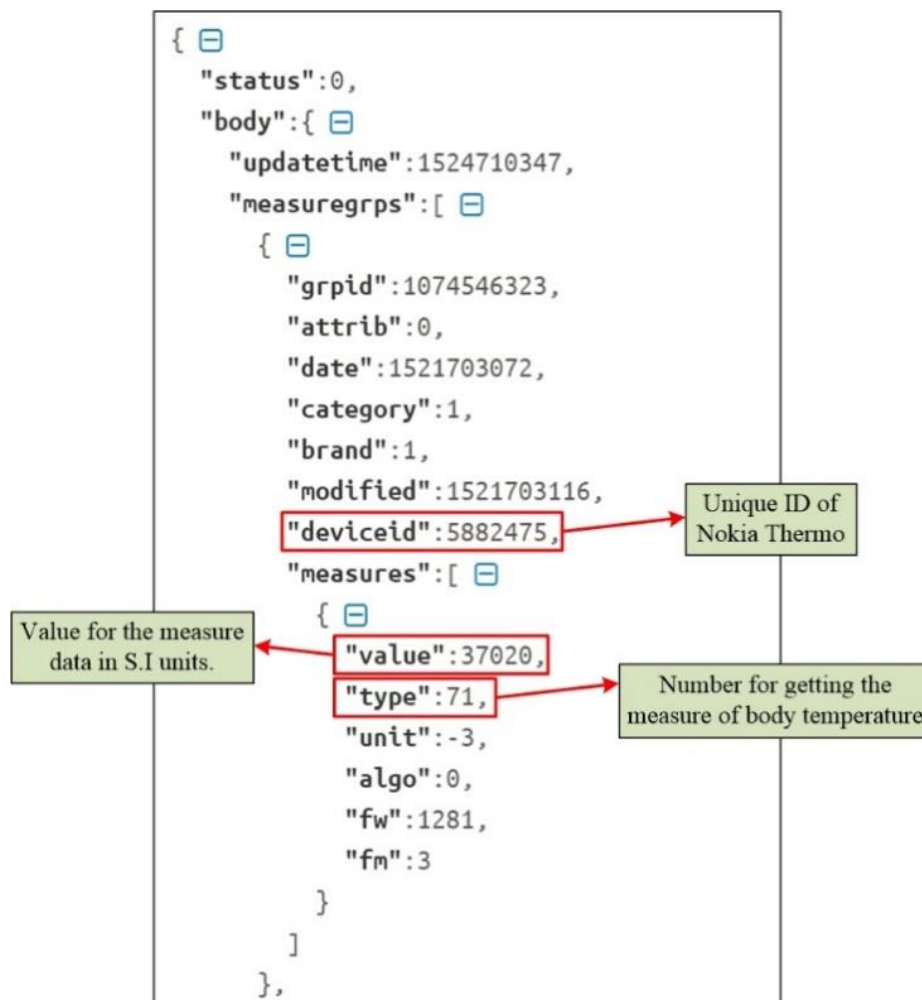 {
"status":0,
"body":{
"updatetime":1524710347,
"measuregrps":[
{
"grpid":1074546323,
"attrib":0,
"date":1521703072,
"category":1,
"brand":1,
"modified":1521703116,
"deviceid":5882475,
Unique ID of
Nokia Thermo
"measures":[
{
Value for the measure
data in S.I units.
"value":37020,
"type":71,
Number for getting the
measure of body temperature
"unit":-3,
"algo":0,
"fw":1281,
"fm":3
}
]
},